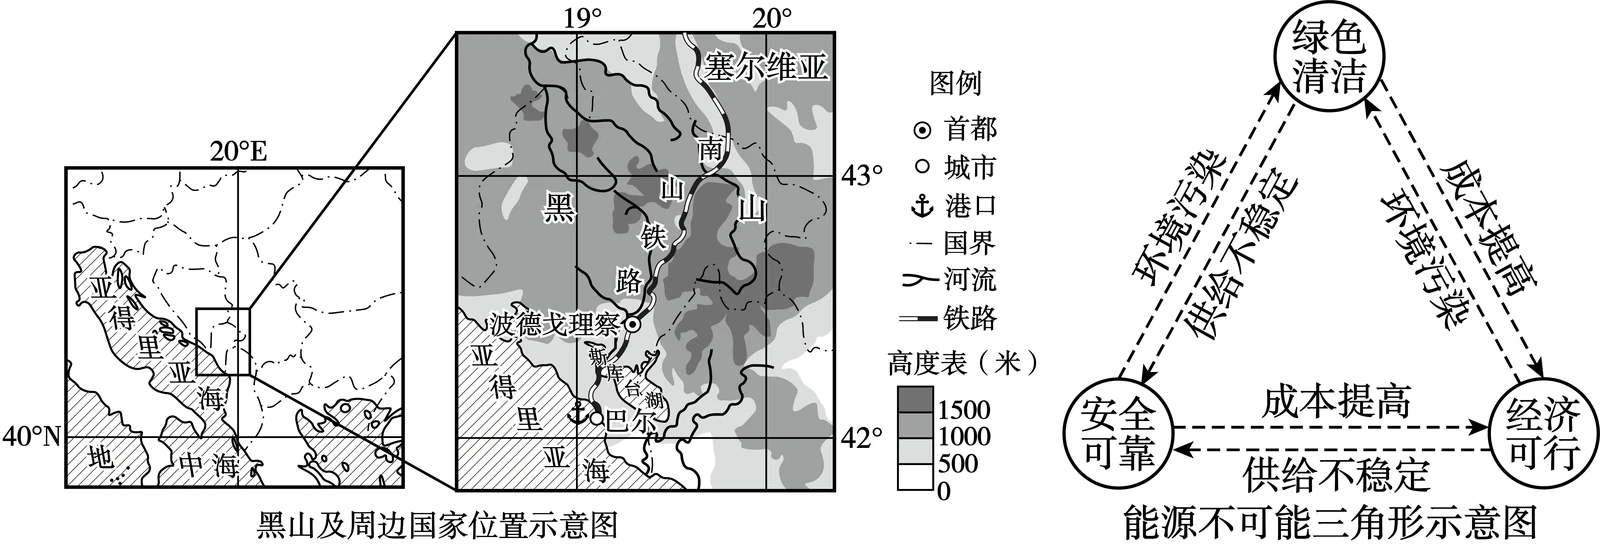 20°E
40°N
亚得里亚海
地中海
19°
20°
43°
42°
塞尔维亚
黑山
南山铁路
波德戈理察
斯库台湖
巴尔
亚得里亚海
图例
首都
城市
港口
国界
河流
铁路
高度表（米）
1500
1000
500
0
黑山及周边国家位置示意图
绿色
清洁
环境污染
供给不稳定
成本提高
环境污染
安全
可靠
成本提高
供给不稳定
经济
可行
能源不可能三角形示意图